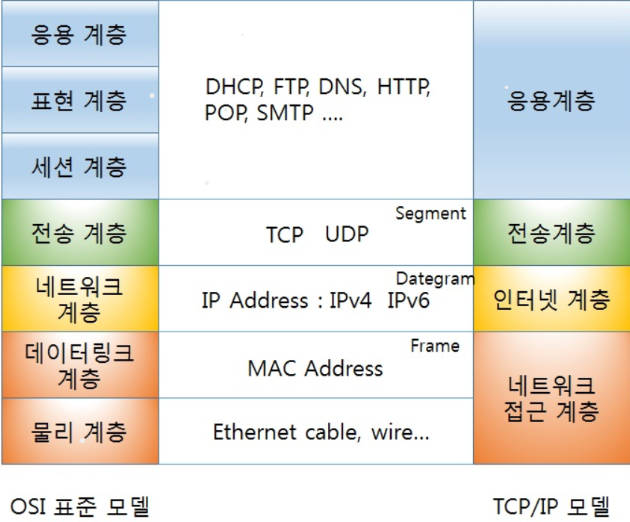 응용 계층
표현 계층
세션 계층
DHCP, FTP, DNS, HTTP,
POP, SMTP ....
응용계층
전송 계층
Segment
TCP UDP
전송계층
네트워크
계층
Dategram
IP Address : IPv4 IPv6
인터넷 계층
데이터링크
계층
Frame
MAC Address
네트워크
접근 계층
물리 계층
Ethernet cable, wire...
OSI 표준 모델
TCP/IP 모델